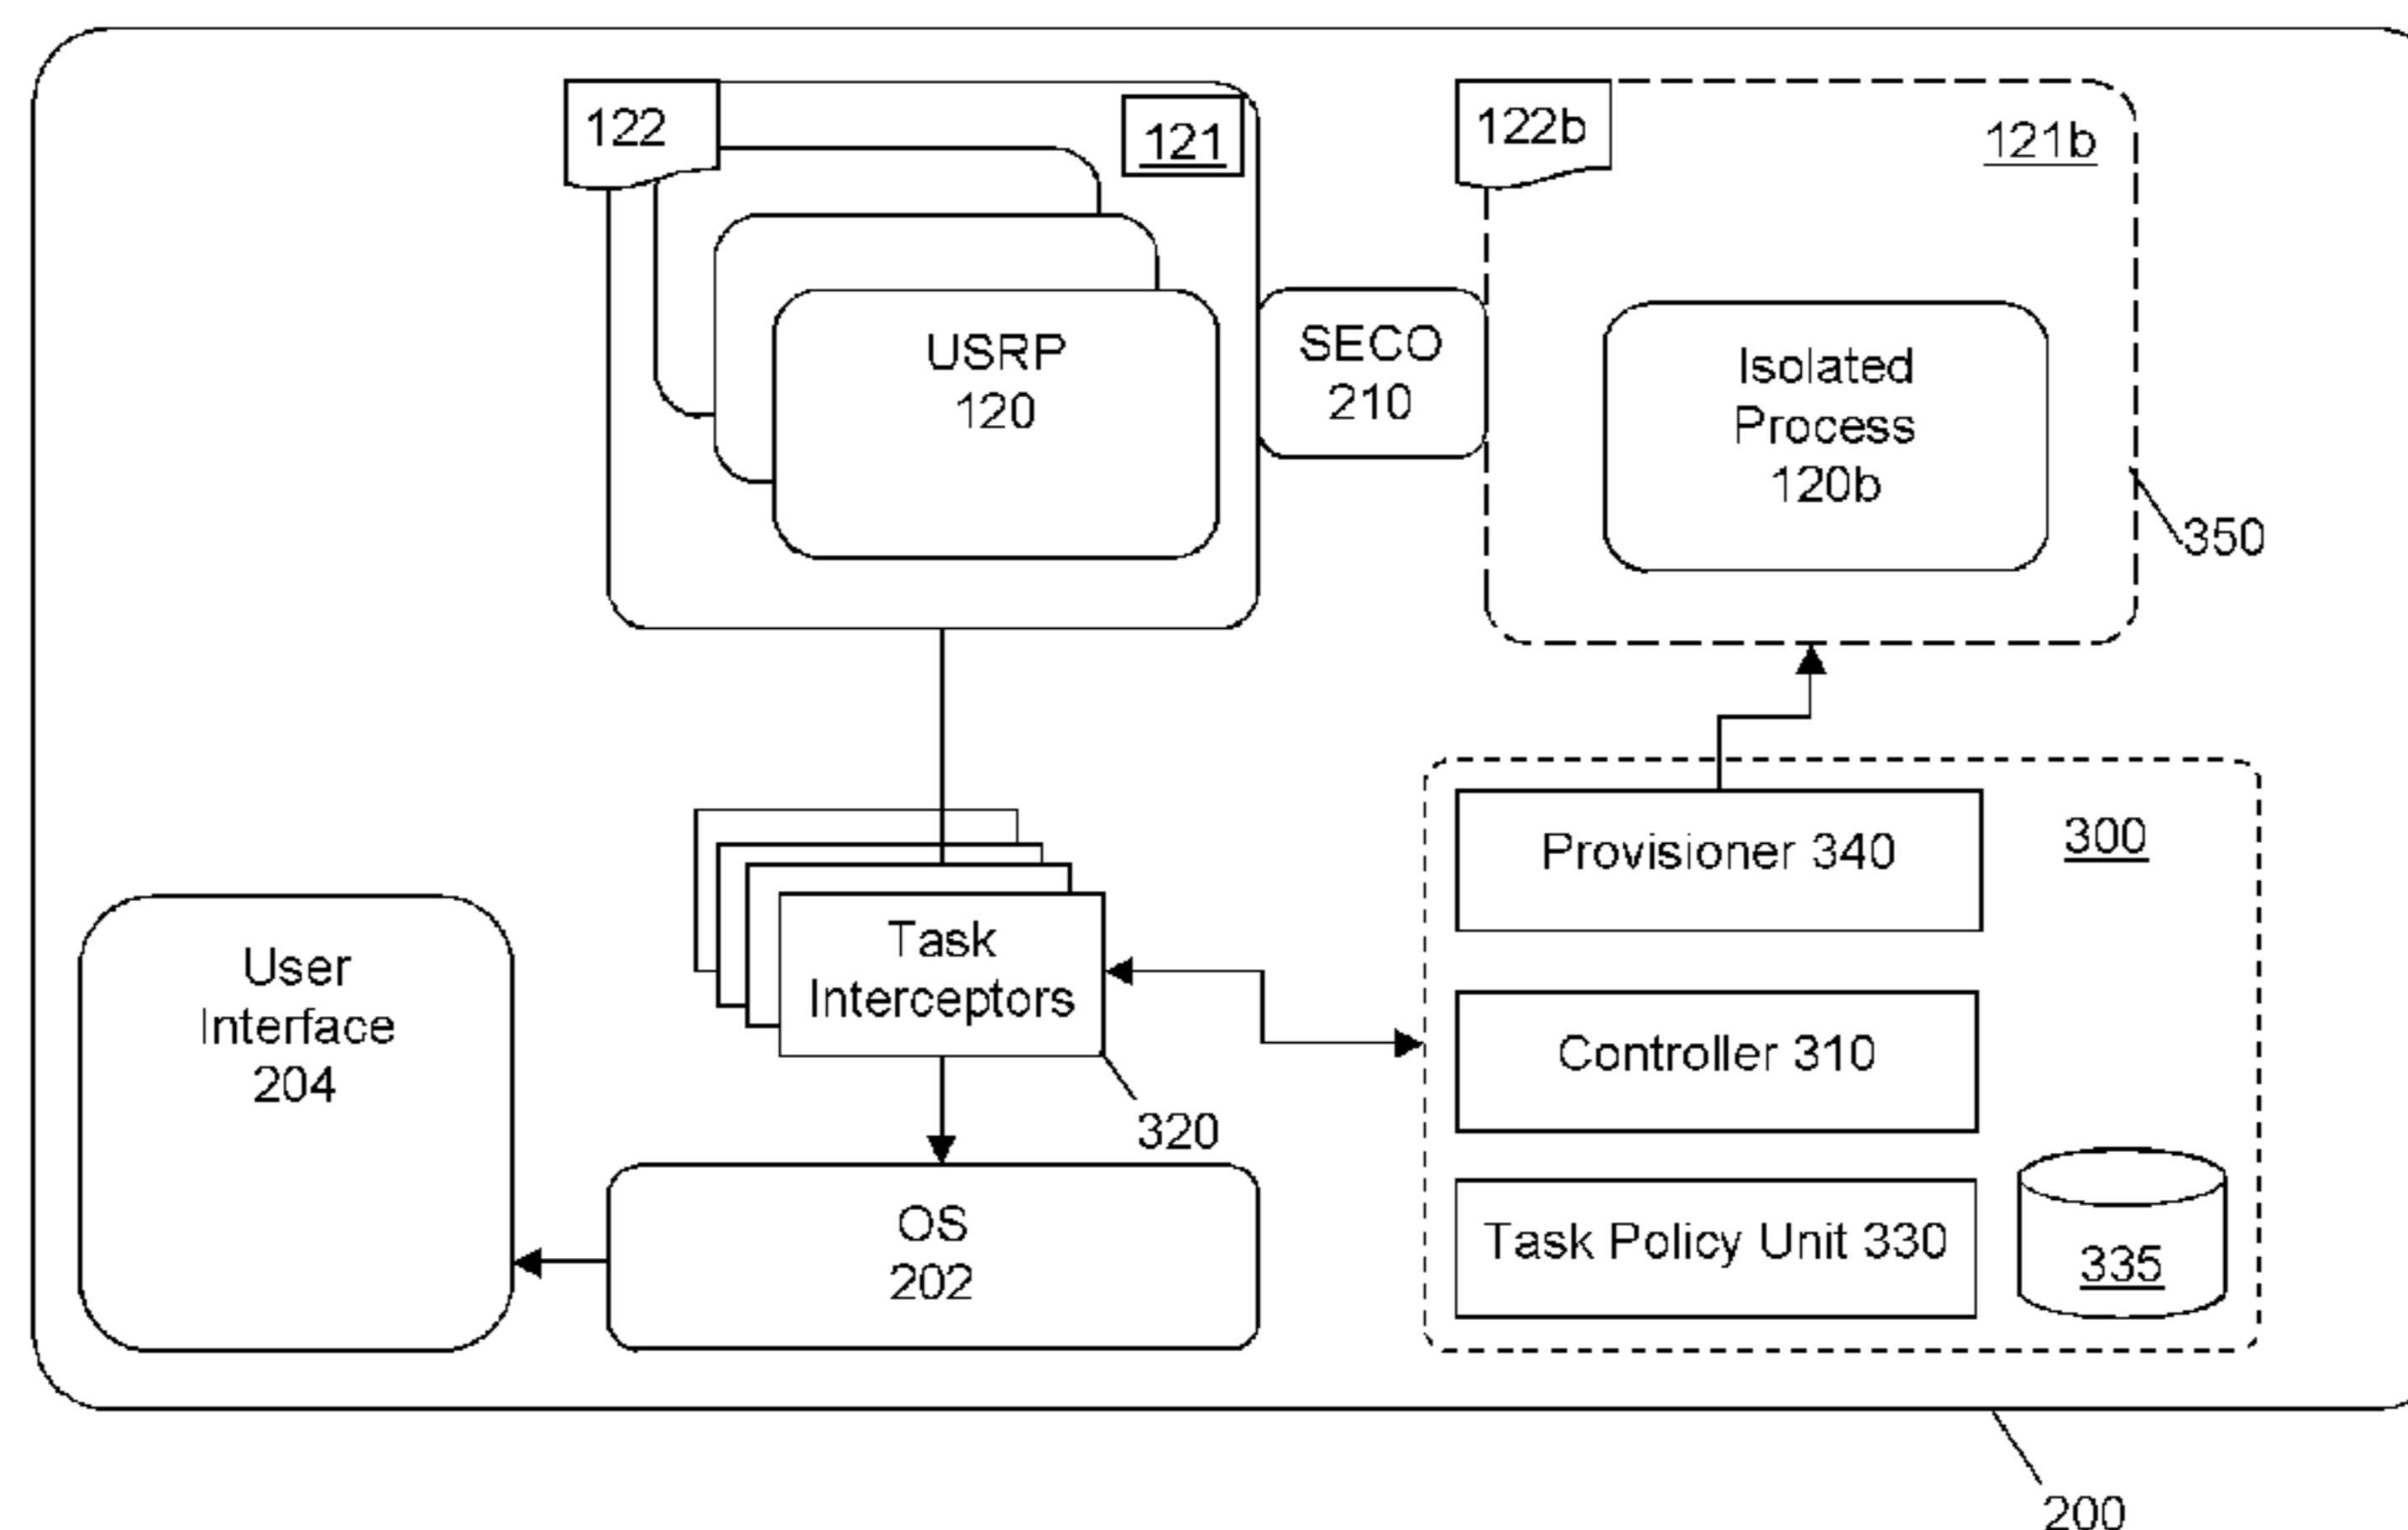 122
121
122b
121b
USRP
120
SECO
210
Isolated
Process
120b
350
Provisioner 340
300
Task
Interceptors
User
Interface
204
Controller 310
320
OS
202
Task Policy Unit 330
335
200